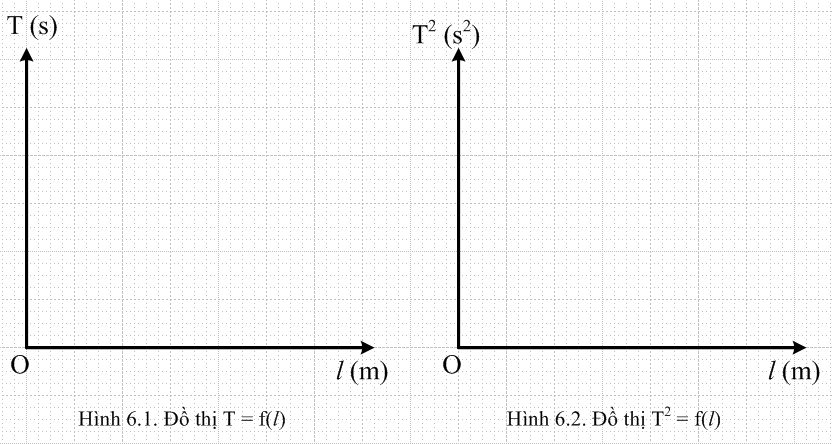 T (s)
T² (s²)
O
l (m)
O
l (m)
Hình 6.1. Đồ thị T = f(l)
Hình 6.2. Đồ thị T² = f(l)